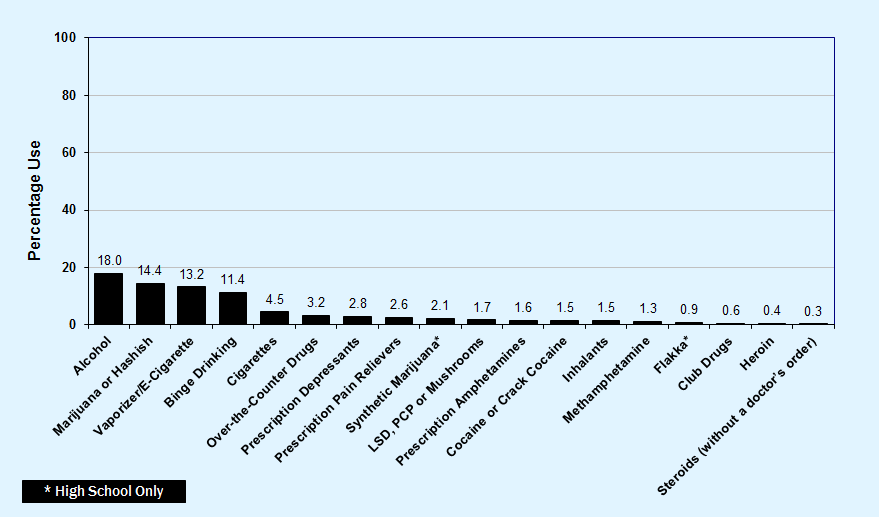 Percentage Use
100
80
60
40
20
0
18.0
14.4
13.2
11.4
4.5
3.2
2.8
2.6
2.1
1.7
1.6
1.5
1.5
1.3
0.9
0.6
0.4
0.3
Alcohol
Marijuana or Hashish
Vaporizer/E-Cigarette
Binge Drinking
Cigarettes
Over-the-Counter Drugs
Prescription Depressants
Prescription Pain Relievers
Synthetic Marijuana*
LSD, PCP or Mushrooms
Prescription Amphetamines
Cocaine or Crack Cocaine
Inhalants
Methamphetamine
Flakka*
Club Drugs
Heroin
Steroids (without a doctor's order)
* High School Only